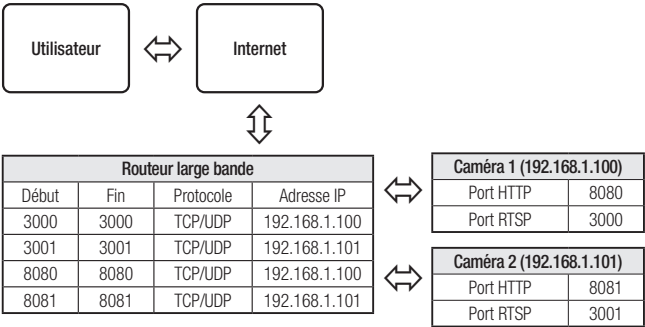 Utilisateur
Internet
Routeur large bande
Début Fin Protocole Adresse IP
3000 3000 TCP/UDP 192.168.1.100
3001 3001 TCP/UDP 192.168.1.101
8080 8080 TCP/UDP 192.168.1.100
8081 8081 TCP/UDP 192.168.1.101
Caméra 1 (192.168.1.100)
Port HTTP 8080
Port RTSP 3000
Caméra 2 (192.168.1.101)
Port HTTP 8081
Port RTSP 3001